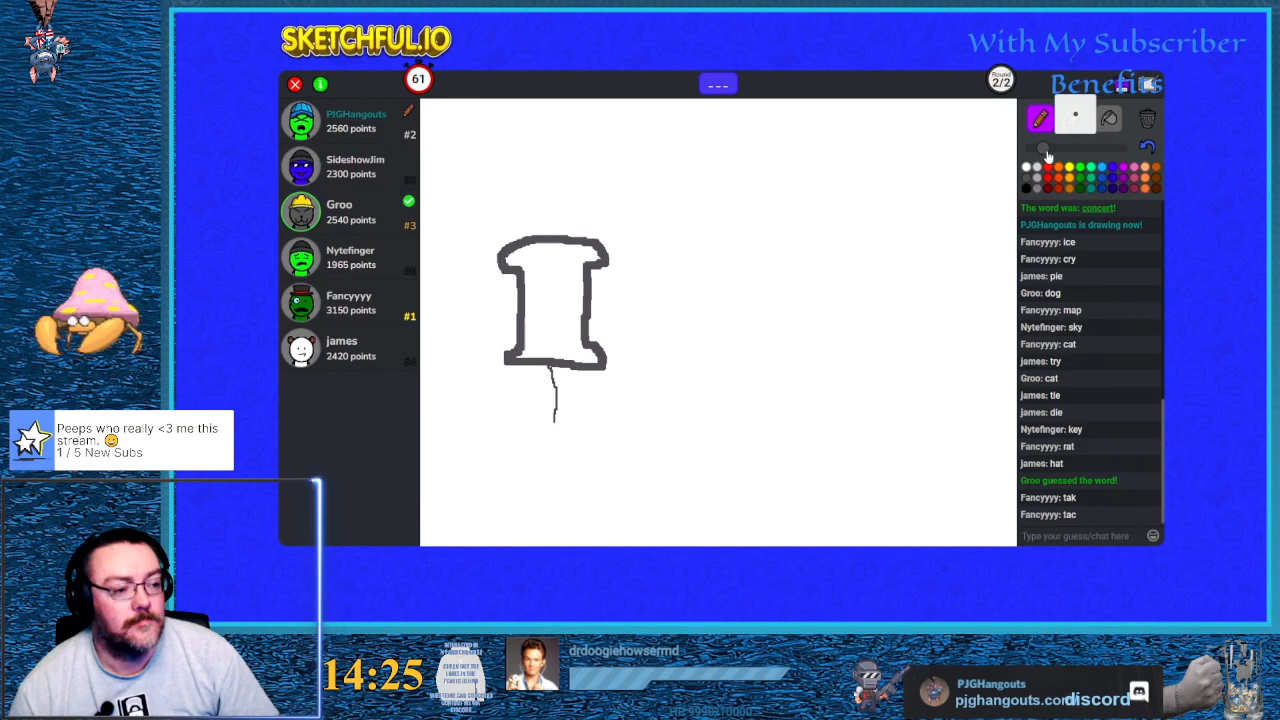 SKETCHFUL.IO
With My Subscriber
Benefits
61
_ _ _
Round
2/2
PJGHangouts
2560 points
#2
SideshowJim
2300 points
Groo
2540 points
#3
Nytefinger
1965 points
Fancyyyy
3150 points
#1
james
2420 points
The word was: concert!
PJGHangouts is drawing now!
Fancyyyy: ice
Fancyyyy: cry
james: pie
Groo: dog
Fancyyyy: map
Nytefinger: sky
Fancyyyy: cat
james: try
Groo: cat
james: tie
james: die
Nytefinger: key
Fancyyyy: rat
james: hat
Groo guessed the word!
Fancyyyy: tak
Fancyyyy: tac
Type your guess/chat here
Peeps who really <3 me this
stream. 😀
1 / 5 New Subs
14:25
drdoogiehowsermd
PJGHangouts
pjghangouts.com/discord